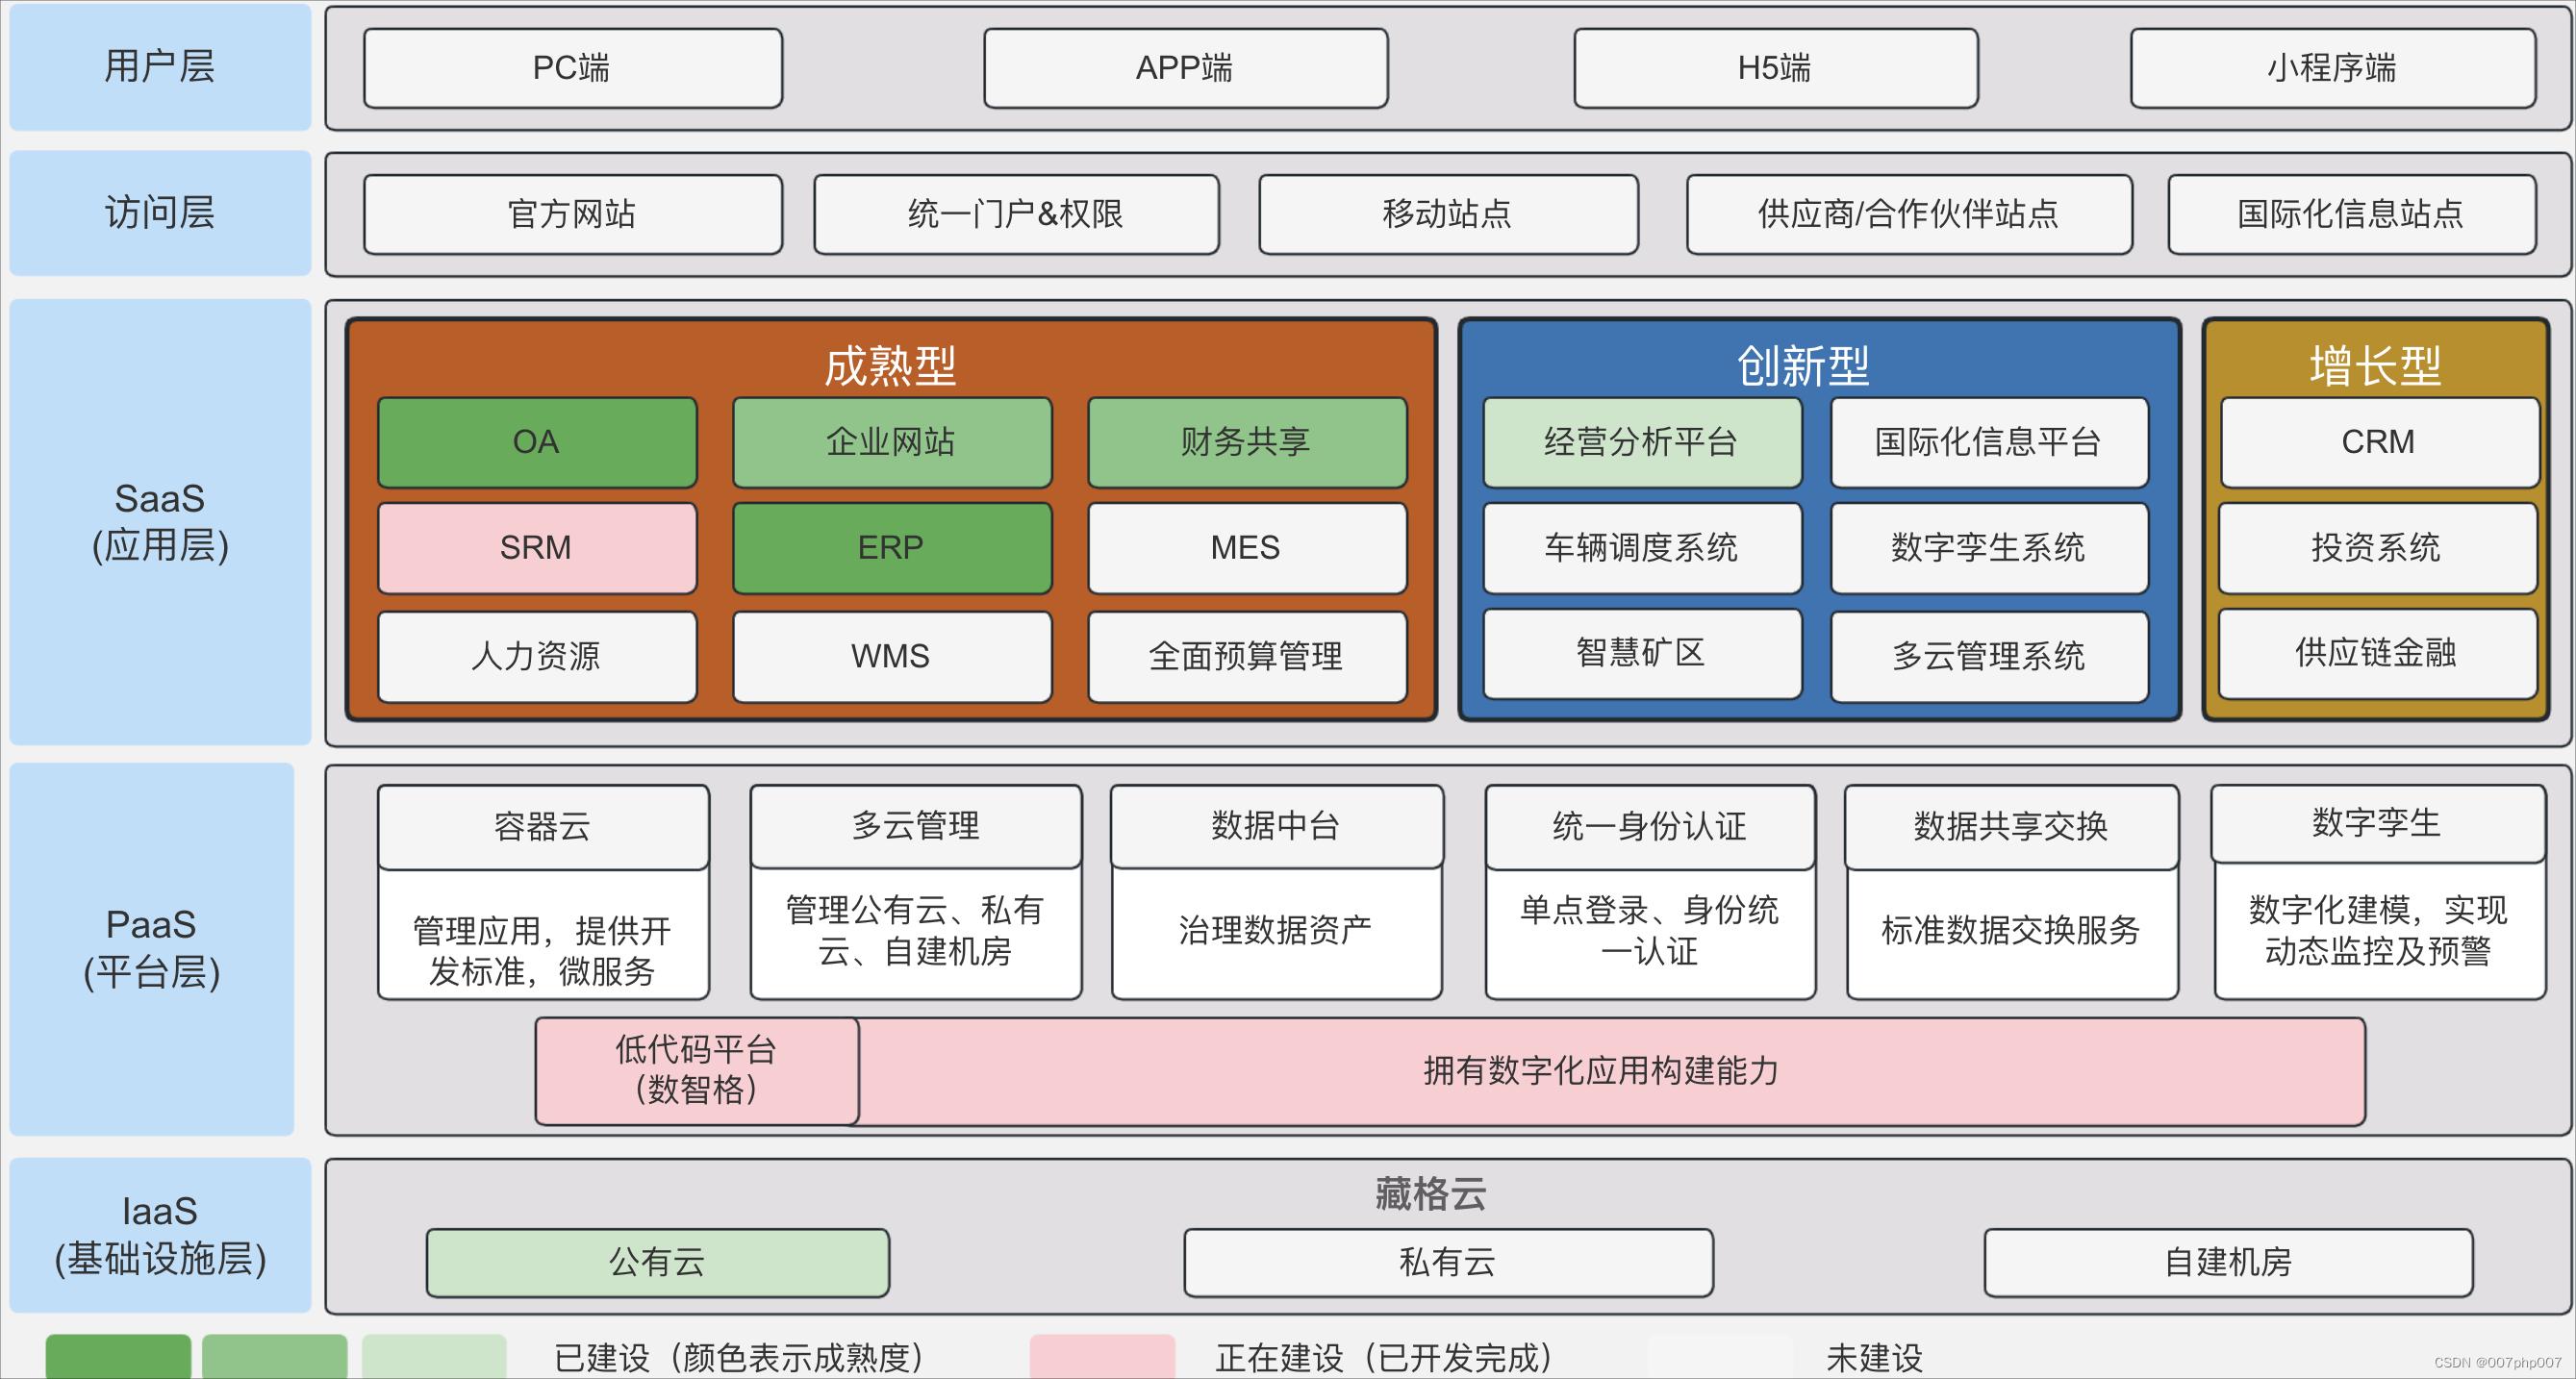 用户层
PC端
APP端
H5端
小程序端
访问层
官方网站
统一门户&权限
移动站点
供应商/合作伙伴站点
国际化信息站点
SaaS
(应用层)
成熟型
OA
企业网站
财务共享
SRM
ERP
MES
人力资源
WMS
全面预算管理
创新型
经营分析平台
国际化信息平台
车辆调度系统
数字孪生系统
智慧矿区
多云管理系统
增长型
CRM
投资系统
供应链金融
PaaS
(平台层)
容器云
管理应用，提供开
发标准，微服务
多云管理
管理公有云、私有
云、自建机房
数据中台
治理数据资产
统一身份认证
单点登录、身份统
一认证
数据共享交换
标准数据交换服务
数字孪生
数字化建模，实现
动态监控及预警
低代码平台
（数智格）
拥有数字化应用构建能力
IaaS
(基础设施层)
藏格云
公有云
私有云
自建机房
已建设（颜色表示成熟度）
正在建设（已开发完成）
未建设
CSDN @007php007